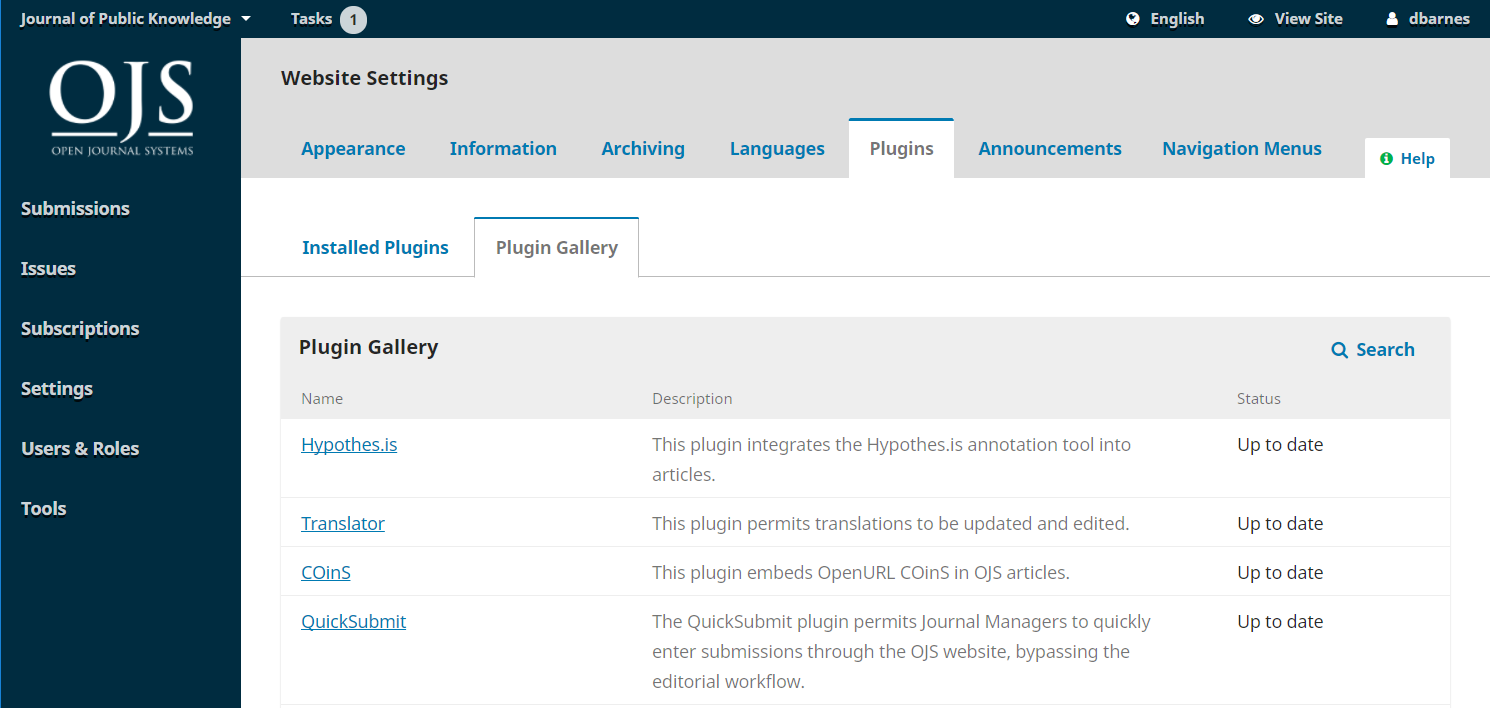 Journal of Public Knowledge Tasks 1 English View Site dbarnes
OJS
OPEN JOURNAL SYSTEMS
Submissions
Issues
Subscriptions
Settings
Users & Roles
Tools
Website Settings
Appearance Information Archiving Languages Plugins Announcements Navigation Menus Help
Installed Plugins Plugin Gallery
Plugin Gallery Search
Name Description Status
Hypothes.is This plugin integrates the Hypothes.is annotation tool into Up to date
articles.
Translator This plugin permits translations to be updated and edited. Up to date
COinS This plugin embeds OpenURL COinS in OJS articles. Up to date
QuickSubmit The QuickSubmit plugin permits Journal Managers to quickly Up to date
enter submissions through the OJS website, bypassing the
editorial workflow.